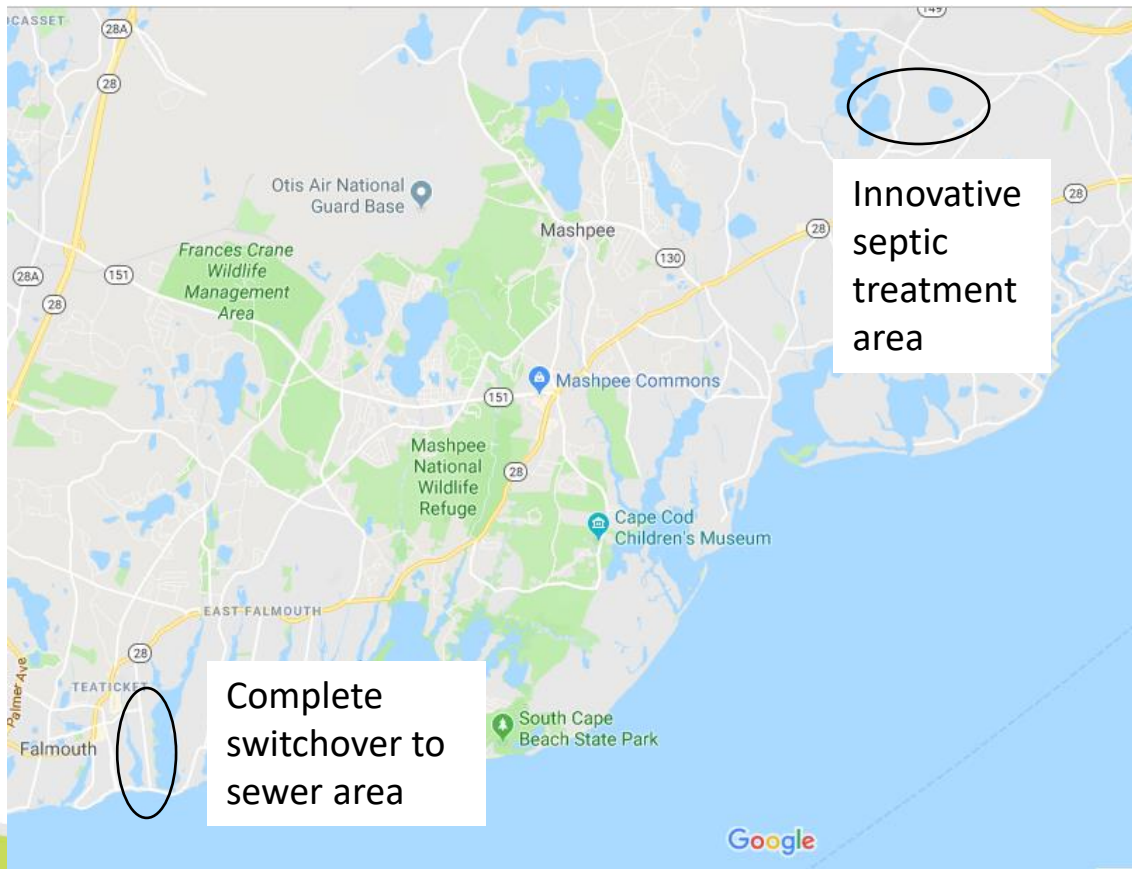 OCASSET
28A
28
149
Otis Air National
Guard Base
Mashpee
Frances Crane
Wildlife
Management
Area
28A
151
28
130
28
28
Innovative
septic
treatment
area
Mashpee Commons
151
Mashpee
National
Wildlife
Refuge
28
Cape Cod
Children's Museum
EAST FALMOUTH
28
TEATICKET
Palmer Ave
Falmouth
Complete
switchover to
sewer area
South Cape
Beach State Park
Google